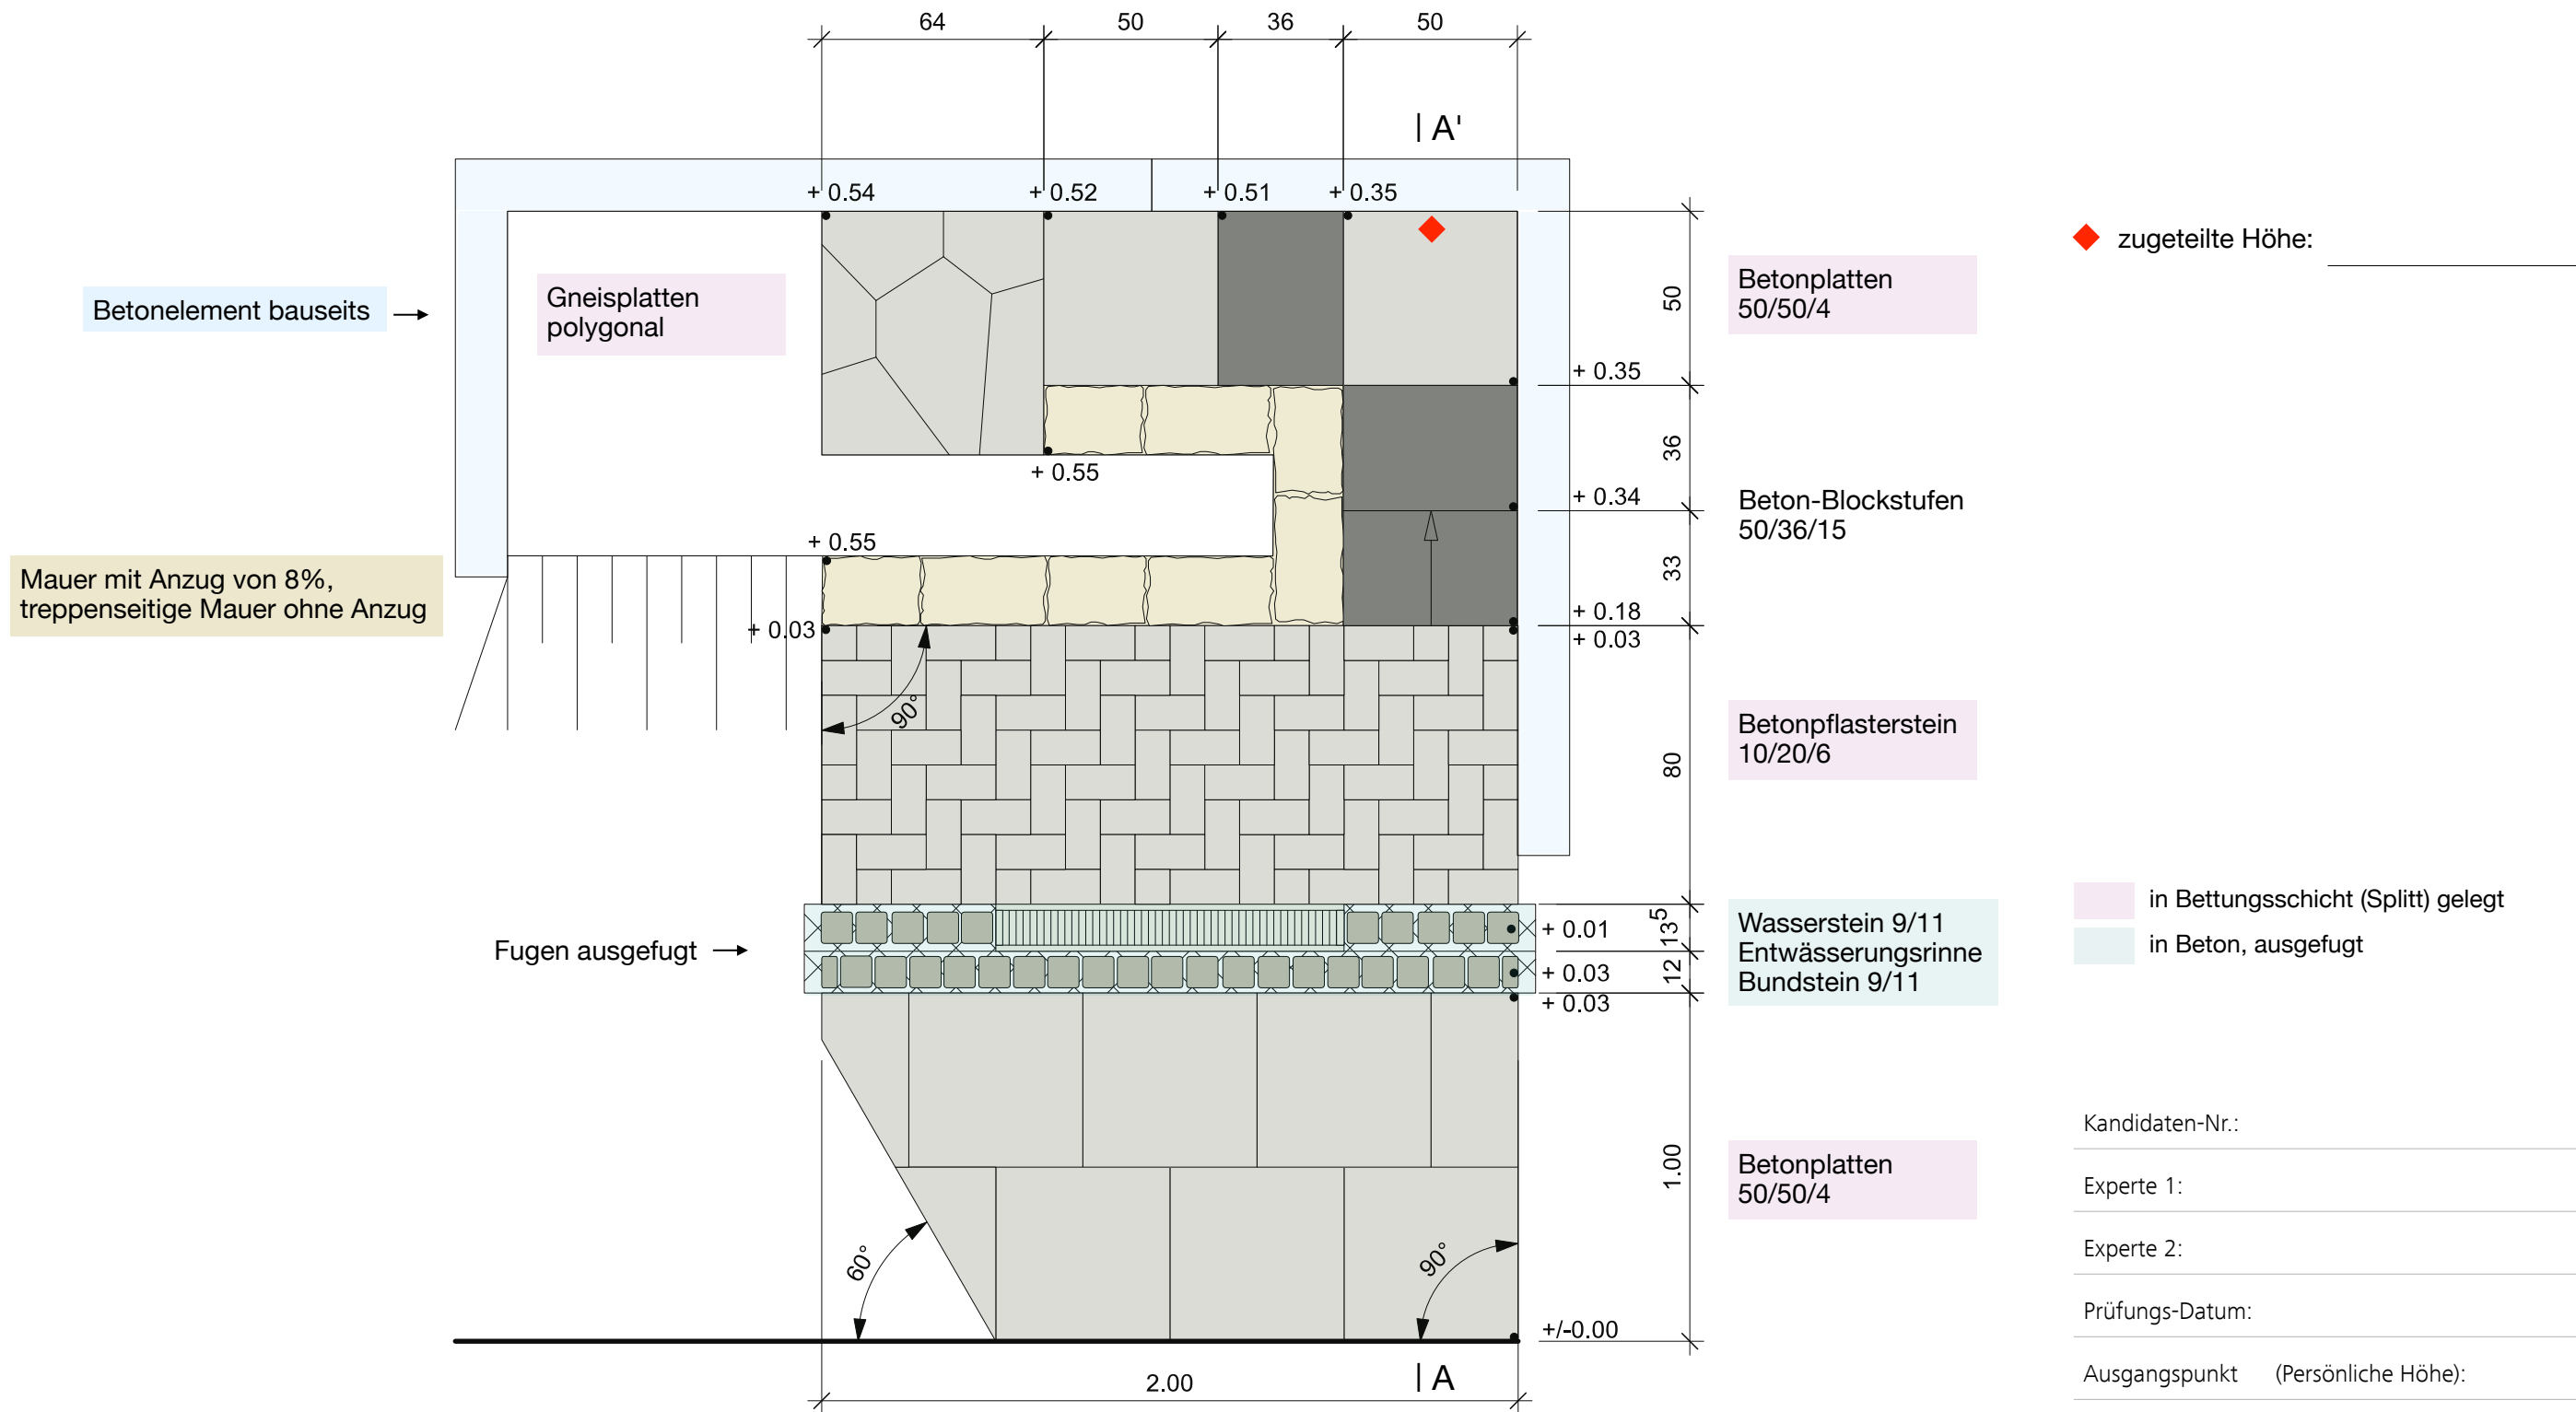 64
50
36
50
A'
+ 0.54
+ 0.52
+ 0.51
+ 0.35
zugeteilte Höhe:
Betonelement bauseits
Gneisplatten
polygonal
50
Betonplatten
50/50/4
+ 0.35
36
+ 0.55
+ 0.34
Beton-Blockstufen
50/36/15
+ 0.55
33
Mauer mit Anzug von 8%,
treppenseitige Mauer ohne Anzug
+ 0.18
+ 0.03
+ 0.03
90°
80
Betonpflasterstein
10/20/6
in Bettungsschicht (Splitt) gelegt
in Beton, ausgefugt
Fugen ausgefugt
+ 0.01
13⁵
+ 0.03
12
+ 0.03
Wasserstein 9/11
Entwässerungsrinne
Bundstein 9/11
1.00
Betonplatten
50/50/4
60°
90°
+/-0.00
A
2.00
Kandidaten-Nr.:
Experte 1:
Experte 2:
Prüfungs-Datum:
Ausgangspunkt (Persönliche Höhe):